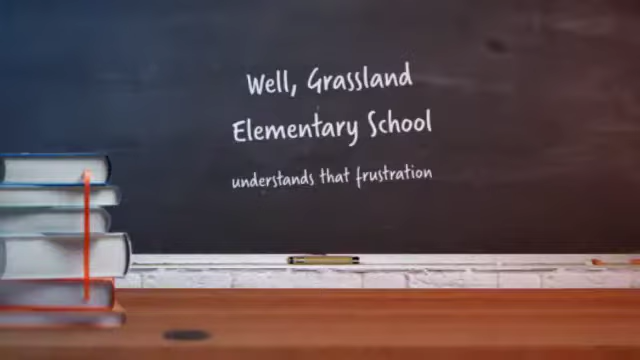 Well, Grassland
Elementary School
understands that frustration